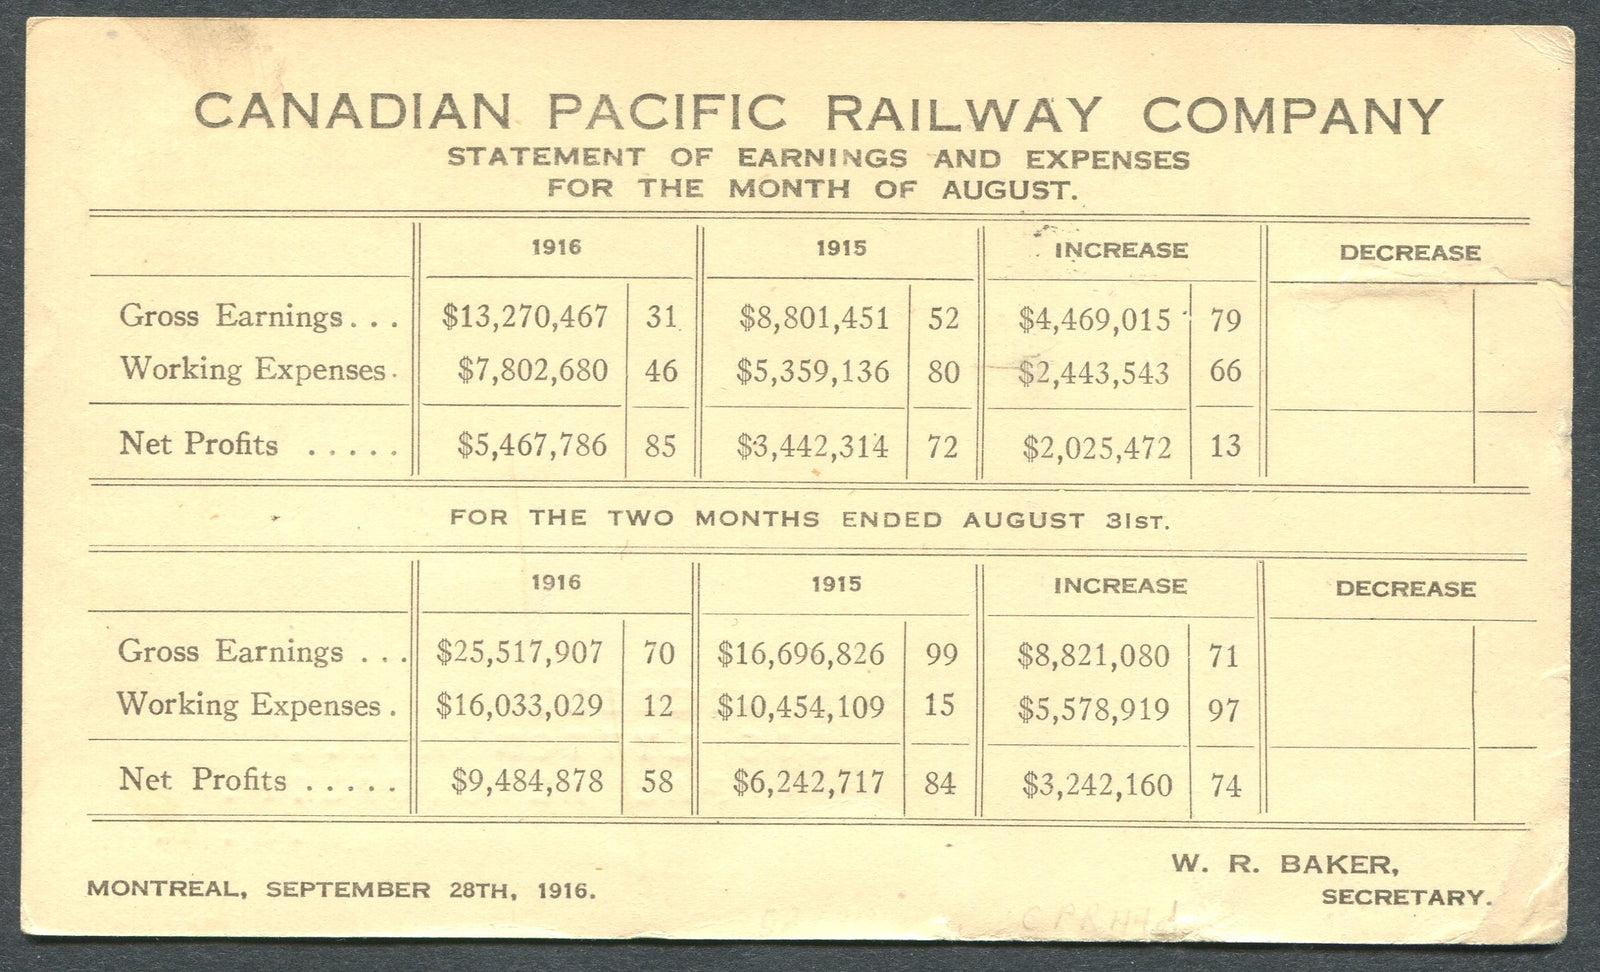 CANADIAN PACIFIC RAILWAY COMPANY
STATEMENT OF EARNINGS AND EXPENSES
FOR THE MONTH OF AUGUST.
1916 1915 INCREASE DECREASE
Gross Earnings... $13,270,467 31 $8,801,451 52 $4,469,015 79
Working Expenses. $7,802,680 46 $5,359,136 80 $2,443,543 66
Net Profits ..... $5,467,786 85 $3,442,314 72 $2,025,472 13
FOR THE TWO MONTHS ENDED AUGUST 31ST.
1916 1915 INCREASE DECREASE
Gross Earnings ... $25,517,907 70 $16,696,826 99 $8,821,080 71
Working Expenses. $16,033,029 12 $10,454,109 15 $5,578,919 97
Net Profits ..... $9,484,878 58 $6,242,717 84 $3,242,160 74
W. R. BAKER,
MONTREAL, SEPTEMBER 28TH, 1916. SECRETARY.